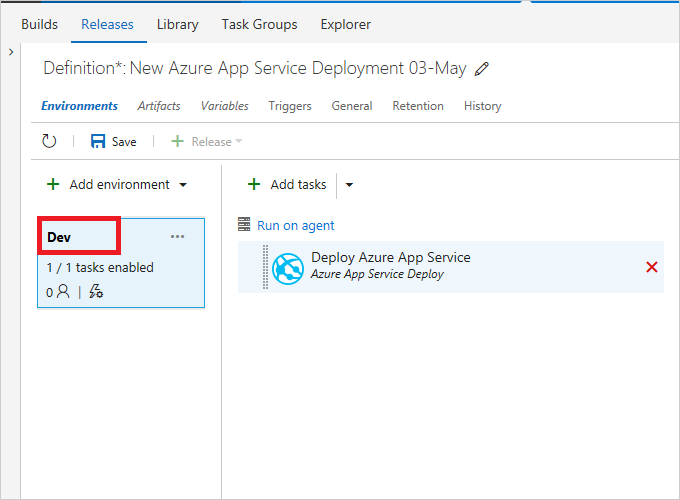 Builds Releases Library Task Groups Explorer
Definition*: New Azure App Service Deployment 03-May
Environments Artifacts Variables Triggers General Retention History
Save Release
Add environment
Add tasks
Dev
1 / 1 tasks enabled
0
Run on agent
Deploy Azure App Service
Azure App Service Deploy